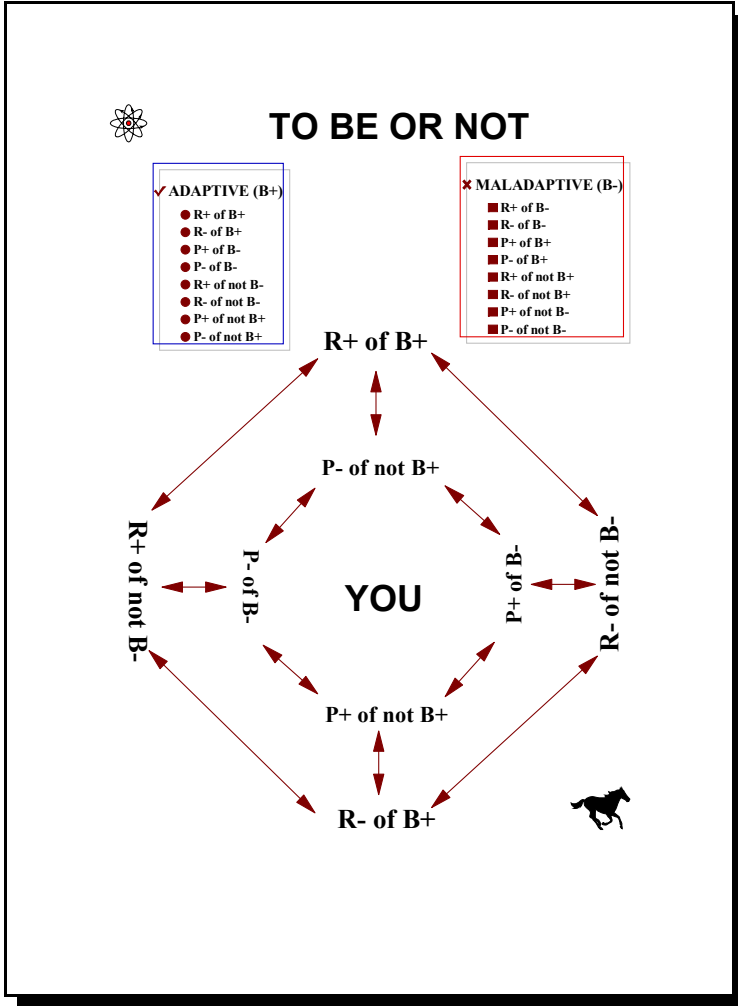 TO BE OR NOT
ADAPTIVE (B+)
R+ of B+
R- of B+
P+ of B-
P- of B-
R+ of not B-
R- of not B-
P+ of not B+
P- of not B+
MALADAPTIVE (B-)
R+ of B-
R- of B-
P+ of B+
P- of B+
R+ of not B+
R- of not B+
P+ of not B-
P- of not B-
R+ of B+
P- of not B+
R+ of not B-
P- of B-
YOU
P+ of B-
R- of not B-
P+ of not B+
R- of B+